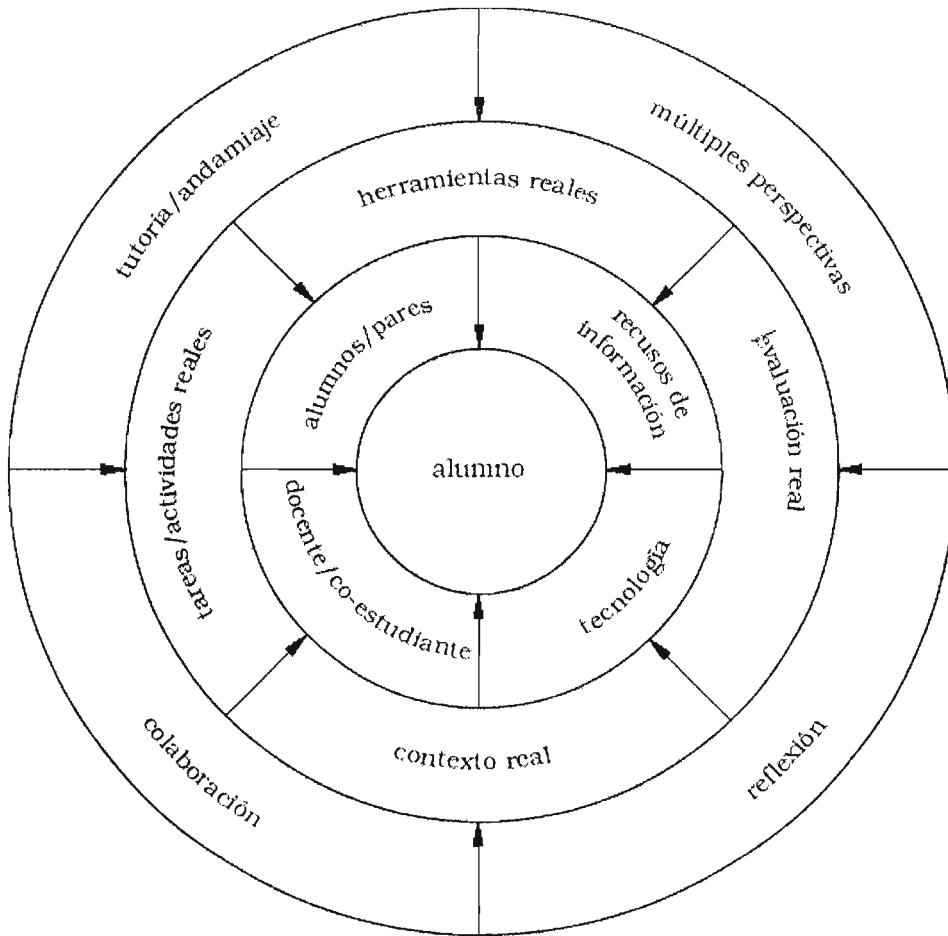 tutoría/andamiaje
múltiples perspectivas
herramientas reales
alumnos/pares
recusos de
información
tareas/actividades reales
evaluación real
alumno
docente/co-estudiante
tecnología
contexto real
colaboración
reflexión